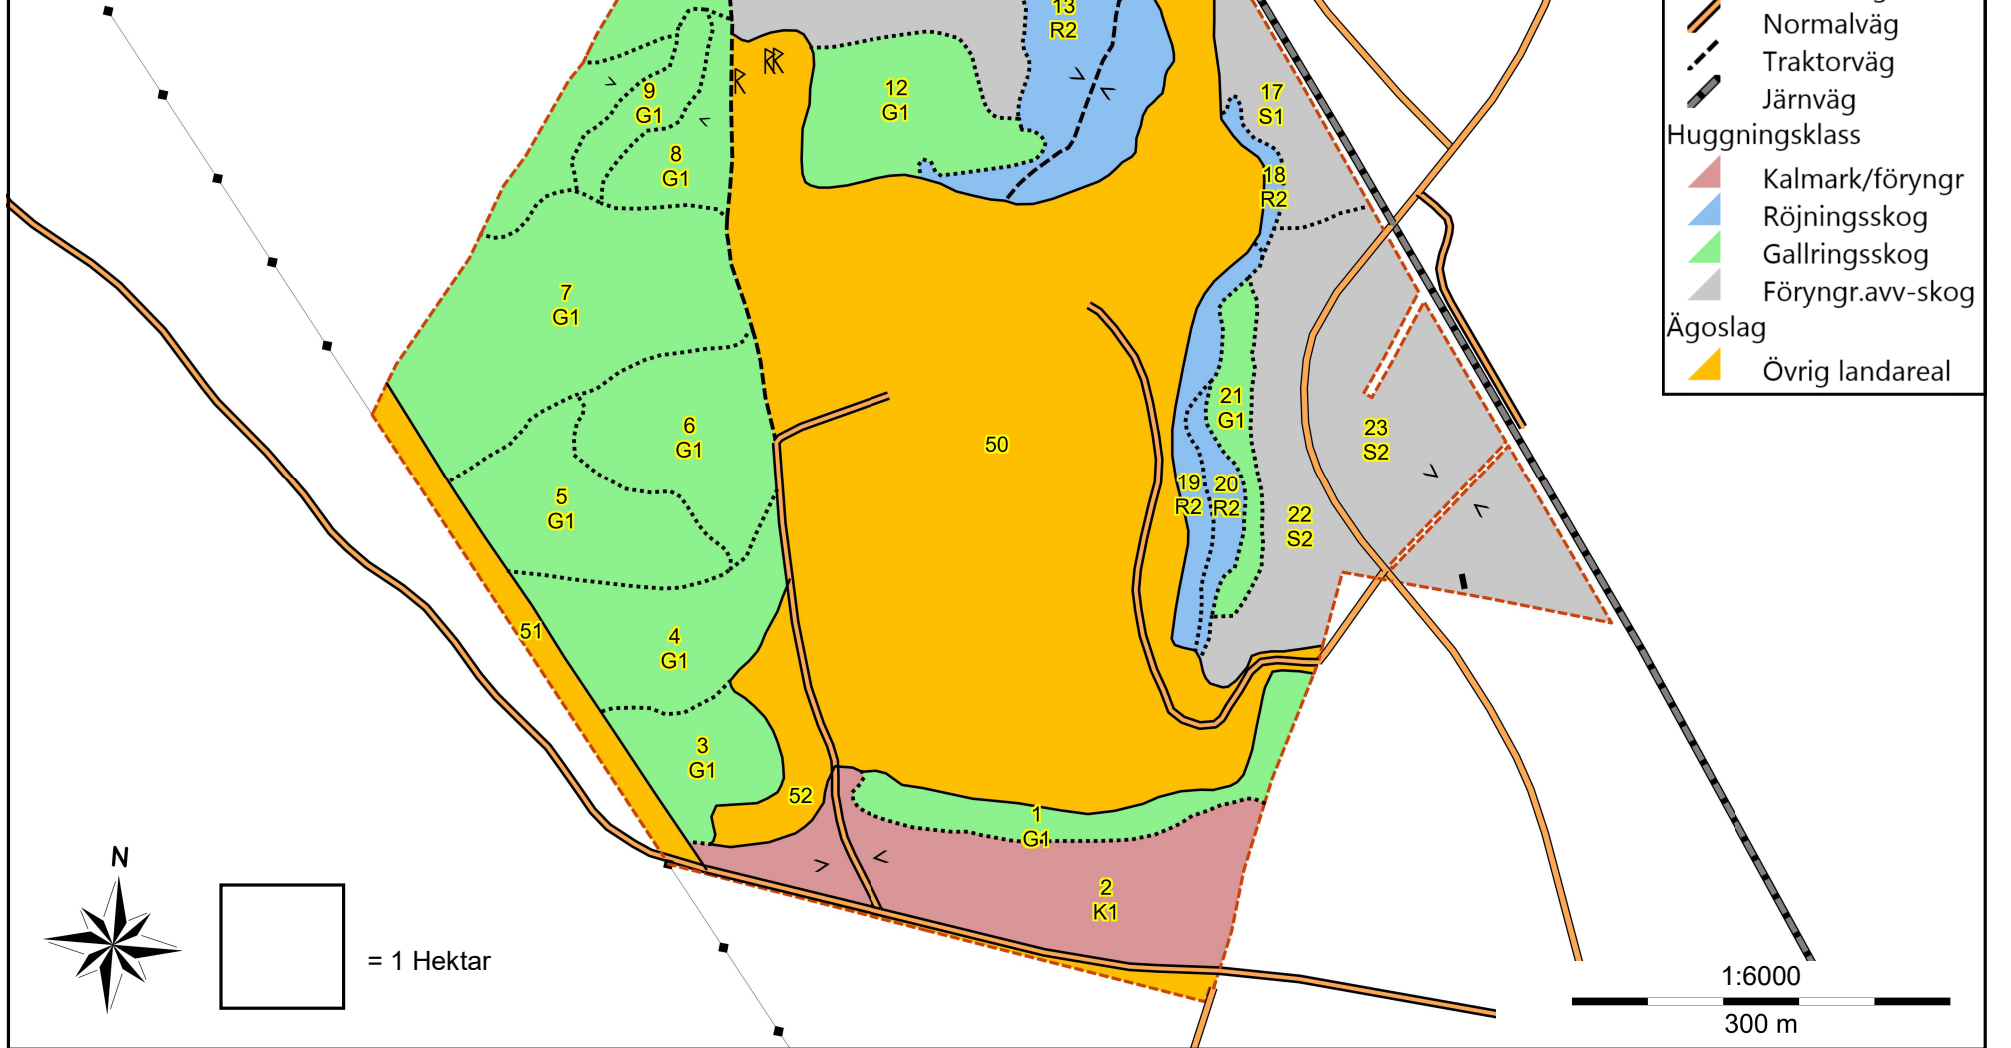 13
R2
Normalväg
Traktorväg
Järnväg
Huggningsklass
Kalmark/föryngr
Röjningsskog
Gallringsskog
Föryngr.avv-skog
Ägoslag
Övrig landareal
9
G1
12
G1
17
S1
8
G1
18
R2
7
G1
21
G1
6
G1
50
23
S2
5
G1
19
R2
20
R2
22
S2
51
4
G1
3
G1
52
1
G1
2
K1
N
= 1 Hektar
1:6000
300 m